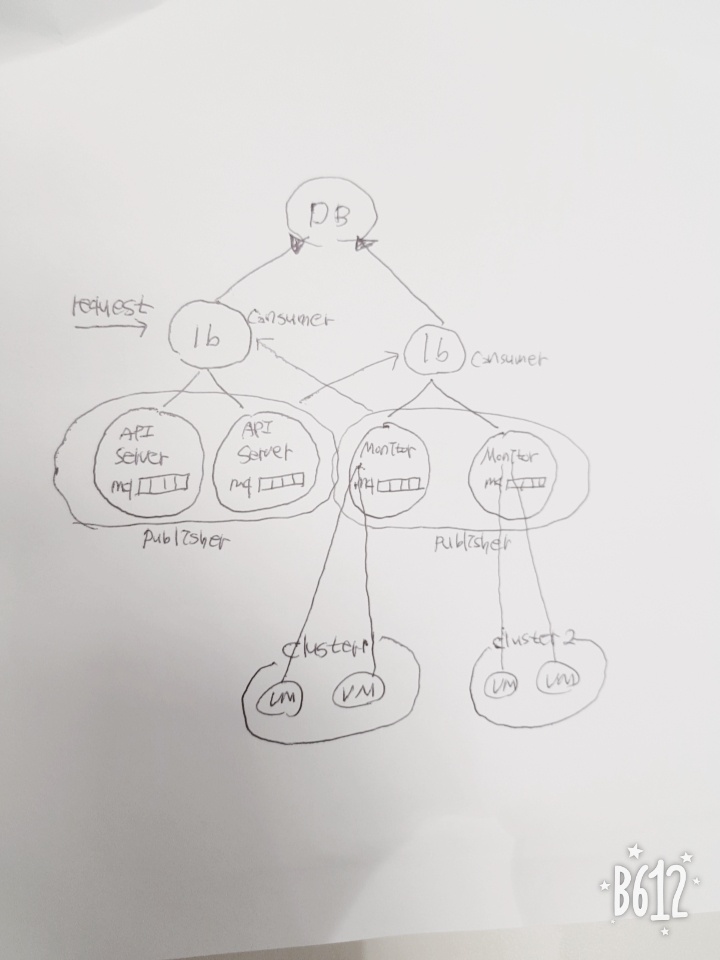 DB
request
lb
Consumer
lb
Consumer
API
Server
mq
API
Server
mq
Monitor
mq
Monitor
mq
Publisher
Publisher
Cluster1
Cluster 2
VM
VM
VM
VM
B612